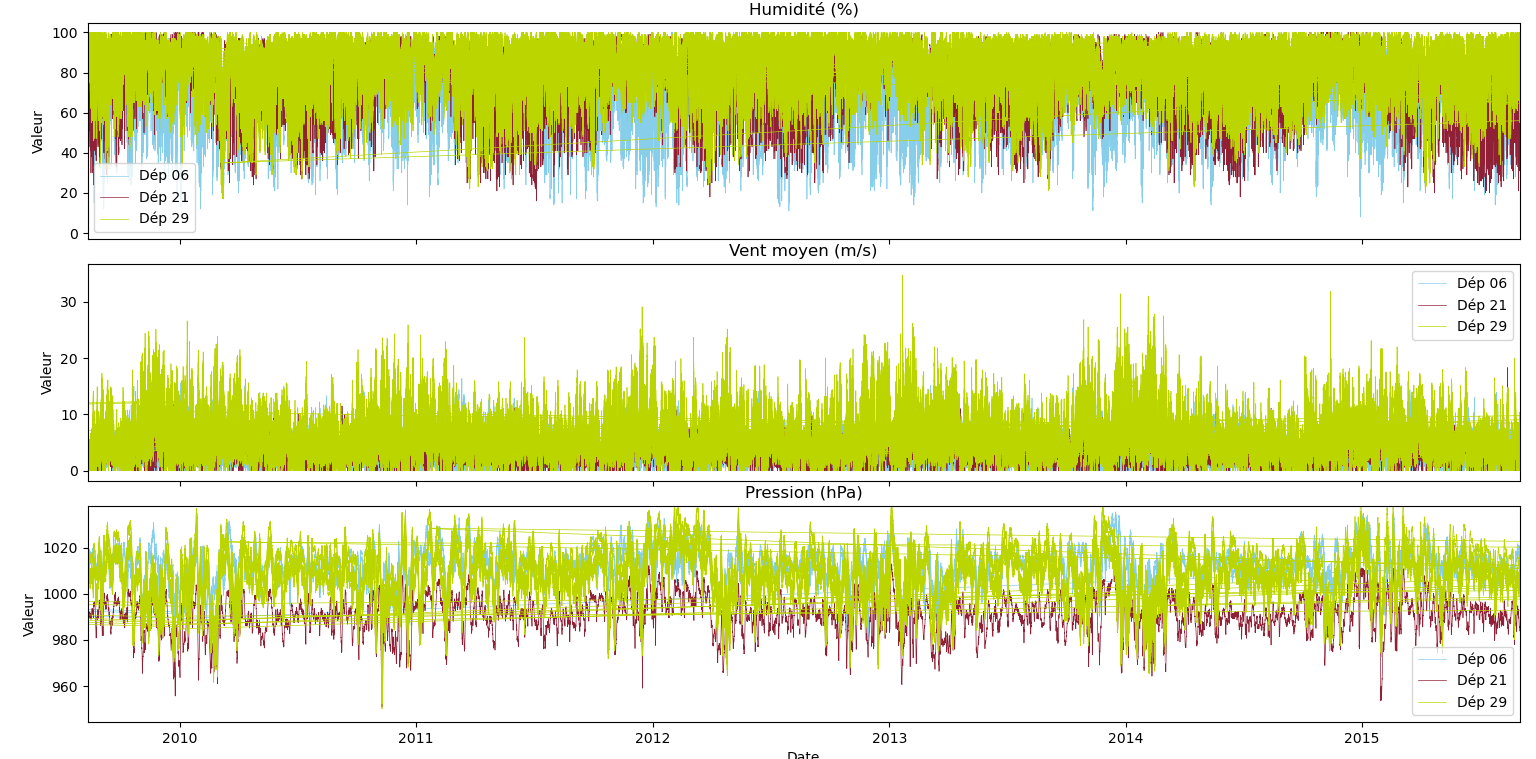 Humidité (%)
100
80
60
40
20
0
Valeur
Dép 06
Dép 21
Dép 29
Vent moyen (m/s)
30
20
10
0
Valeur
Dép 06
Dép 21
Dép 29
Pression (hPa)
1020
1000
980
960
Valeur
Dép 06
Dép 21
Dép 29
2010 2011 2012 2013 2014 2015
Date